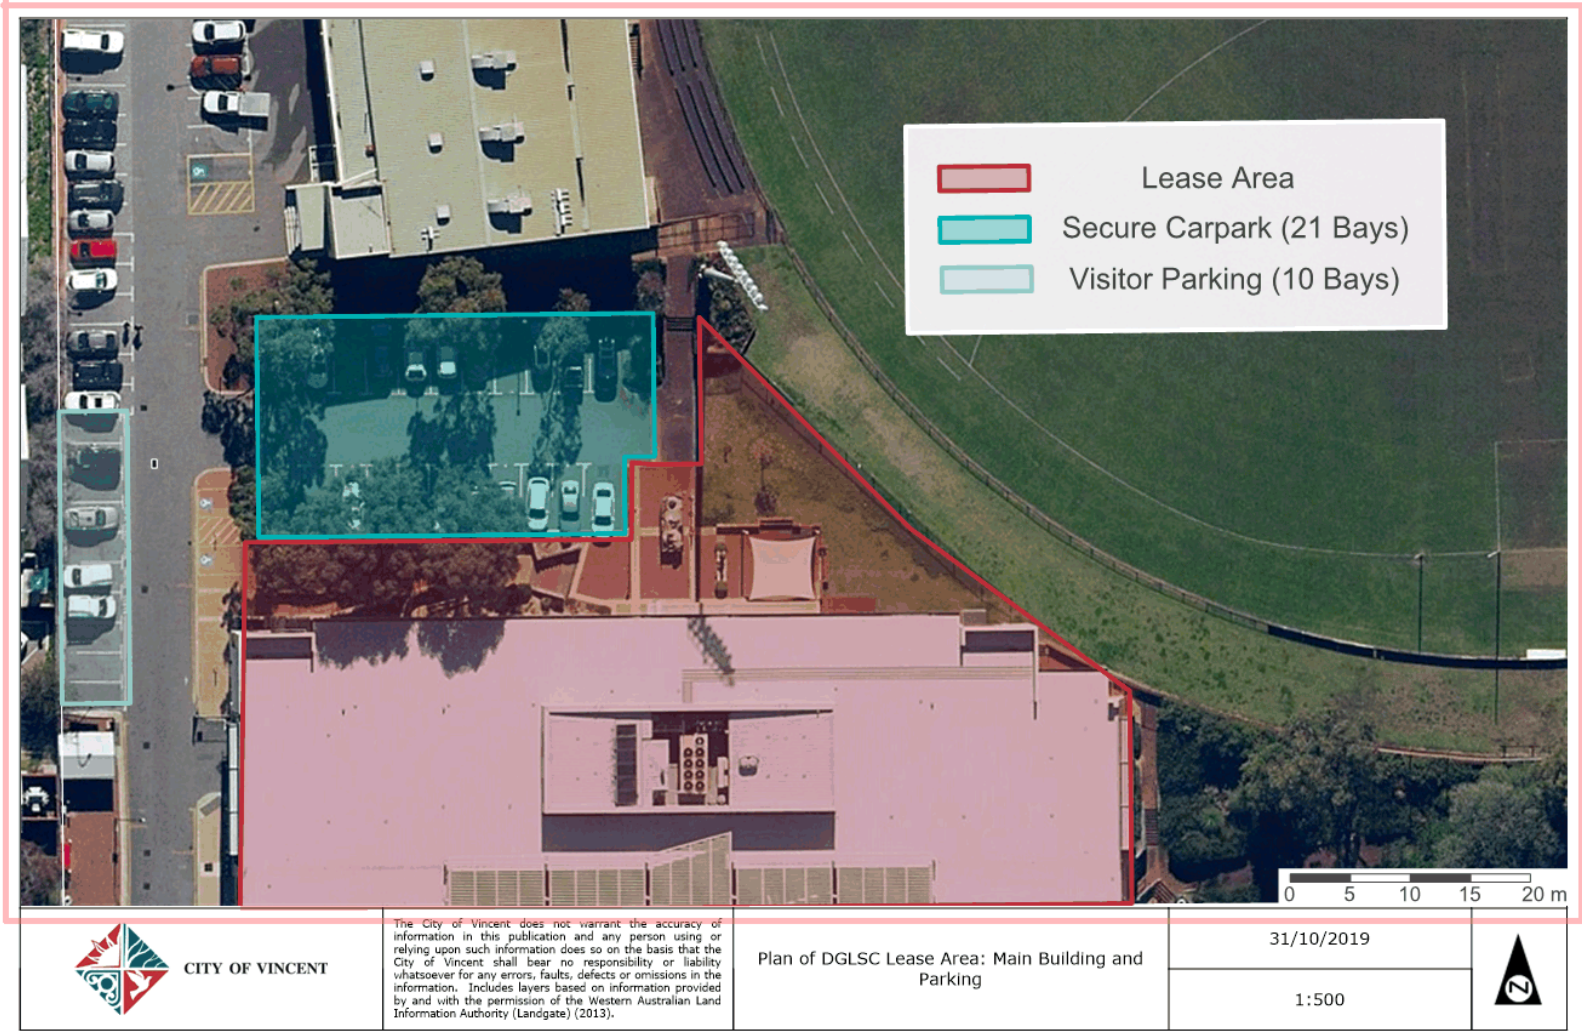 Lease Area
Secure Carpark (21 Bays)
Visitor Parking (10 Bays)
0 5 10 15 20 m
CITY OF VINCENT
The City of Vincent does not warrant the accuracy of
information in this publication and any person using or
relying upon such information does so on the basis that the
City of Vincent shall bear no responsibility or liability
whatsoever for any errors, faults, defects or omissions in the
information. Includes layers based on information provided
by and with the permission of the Western Australian Land
Information Authority (Landgate) (2013).
Plan of DGLSC Lease Area: Main Building and
Parking
31/10/2019
1:500
N